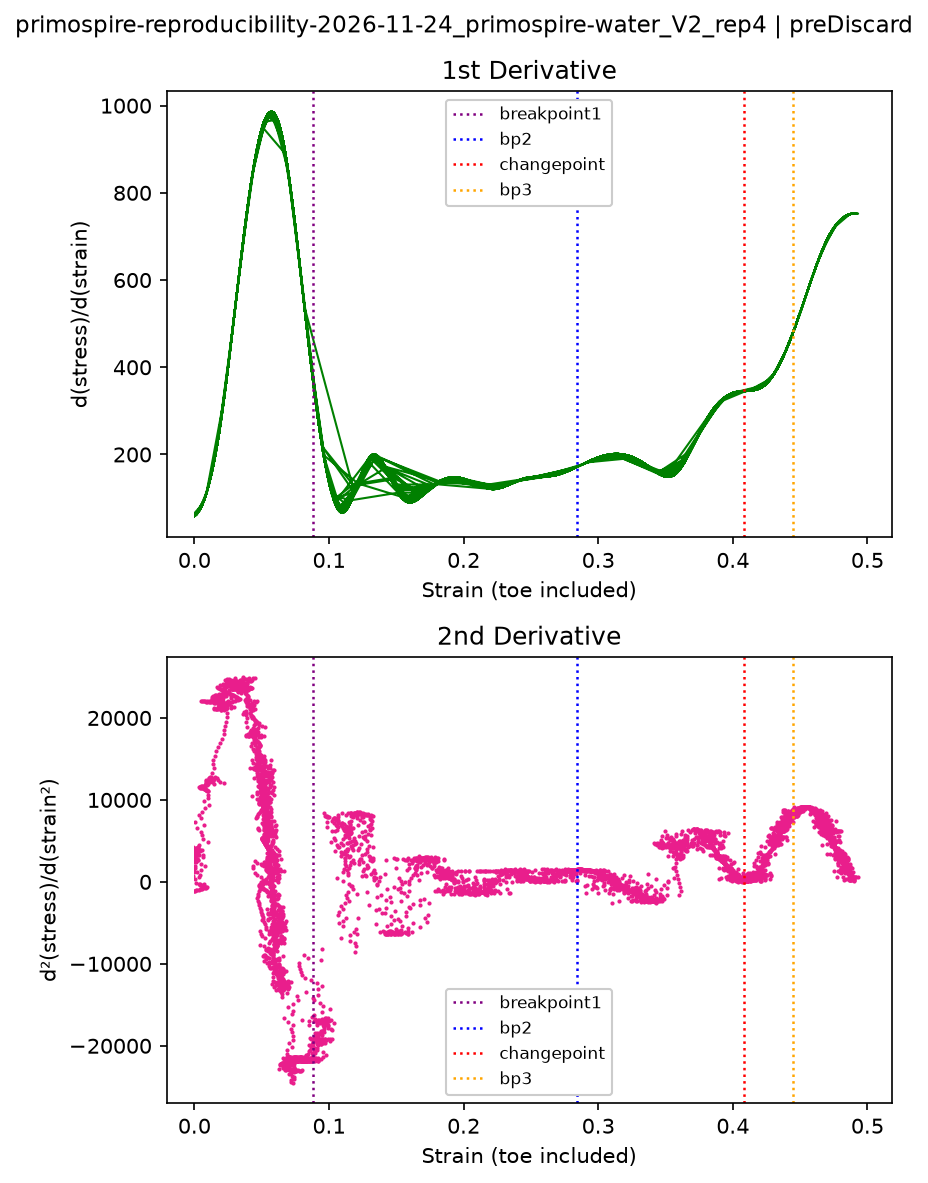 primospire-reproducibility-2026-11-24_primospire-water_V2_rep4 | preDiscard
1st Derivative
1000
800
600
400
200
d(stress)/d(strain)
breakpoint1
bp2
changepoint
bp3
0.0 0.1 0.2 0.3 0.4 0.5
Strain (toe included)
2nd Derivative
20000
10000
0
−10000
−20000
d²(stress)/d(strain²)
breakpoint1
bp2
changepoint
bp3
0.0 0.1 0.2 0.3 0.4 0.5
Strain (toe included)